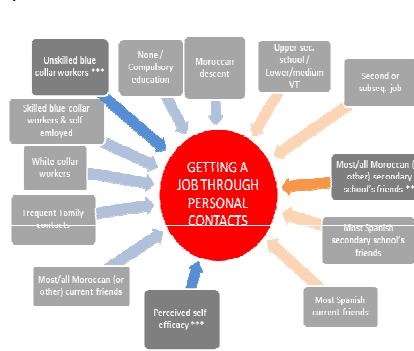 Unskilled blue
collar workers ***
None /
Compulsory
education
Moroccan
descent
Upper sec.
school /
Lower/medium
VT
Second or
subseq. job
Skilled blue collar
workers & self
emloyed
White collar
workers
Frequent Family
contacts
Most/all Moroccan (or
other) current friends
Perceived self
efficacy ***
GETTING A
JOB THROUGH
PERSONAL
CONTACTS
Most/all Moroccan (
other) secondary
school's friends **
Most Spanish
secondary school's
friends
Most Spanish
current friends